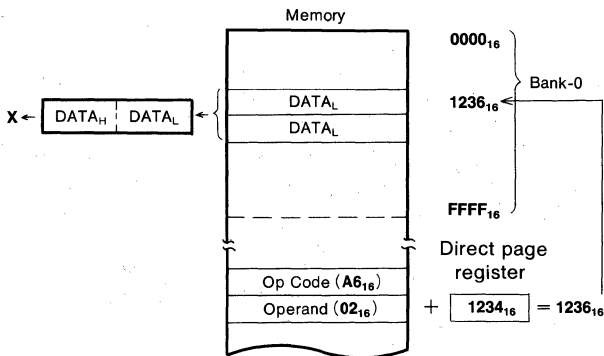 Memory
0000₁₆
Bank-0
DATA_L
1236₁₆
X ← DATA_H DATA_L ←
DATA_L
FFFF₁₆
Direct page
register
Op Code (A6₁₆)
Operand (02₁₆) + 1234₁₆ = 1236₁₆